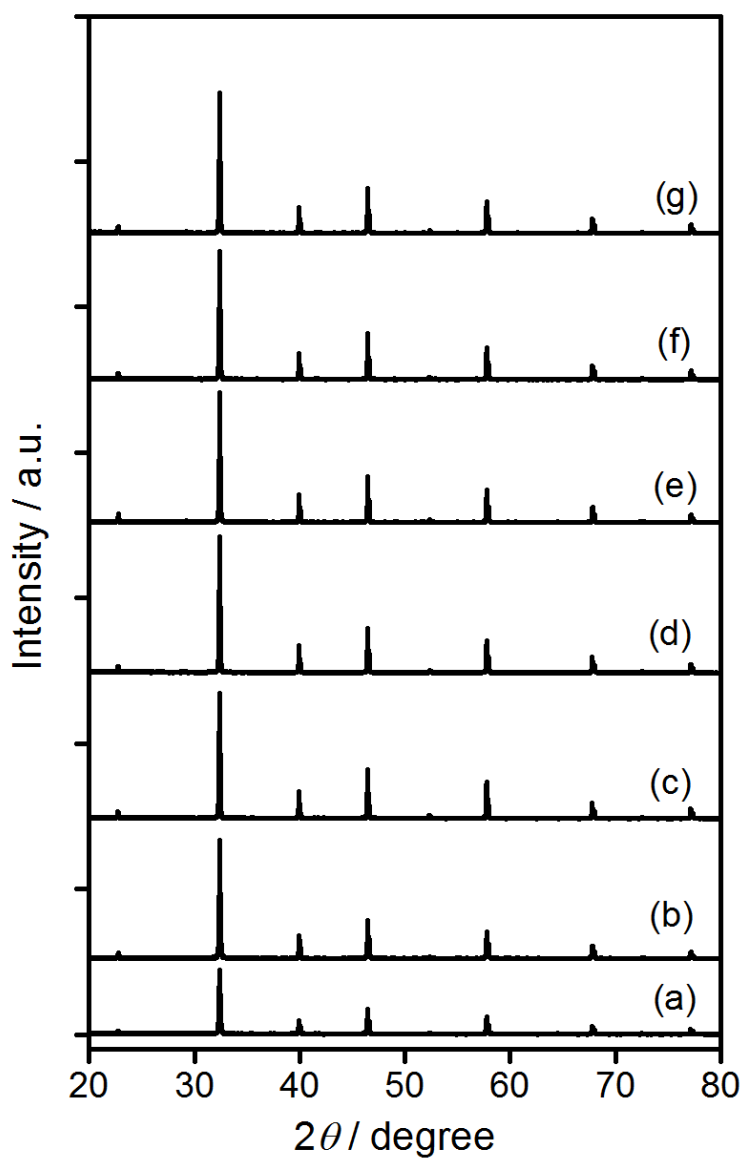 (g)
(f)
(e)
(d)
(c)
(b)
(a)
Intensity / a.u.
20 30 40 50 60 70 80
2θ / degree